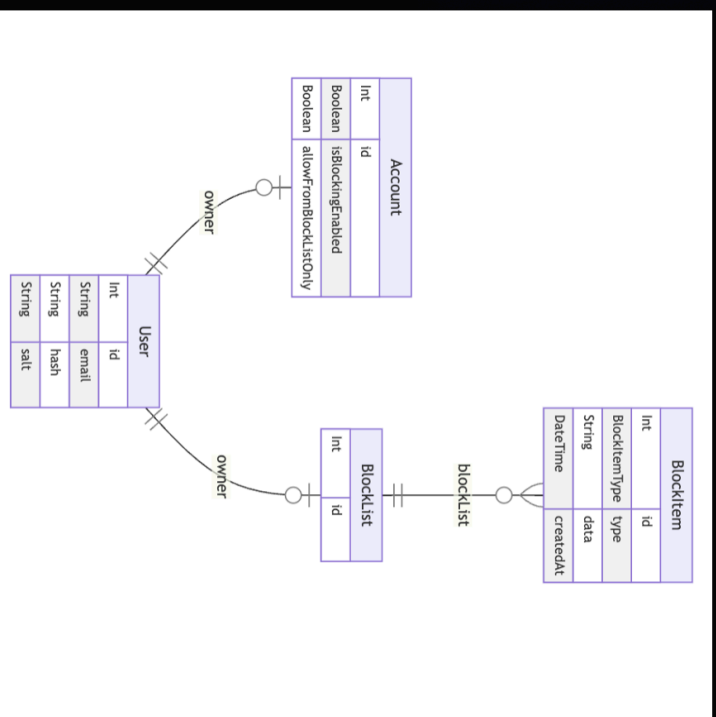 BlockItem
Int id
BlockItemType type
String data
DateTime createdAt
blockList
Account
Int id
Boolean isBlockingEnabled
Boolean allowFromBlockListOnly
BlockList
Int id
owner
owner
User
Int id
String email
String hash
String salt